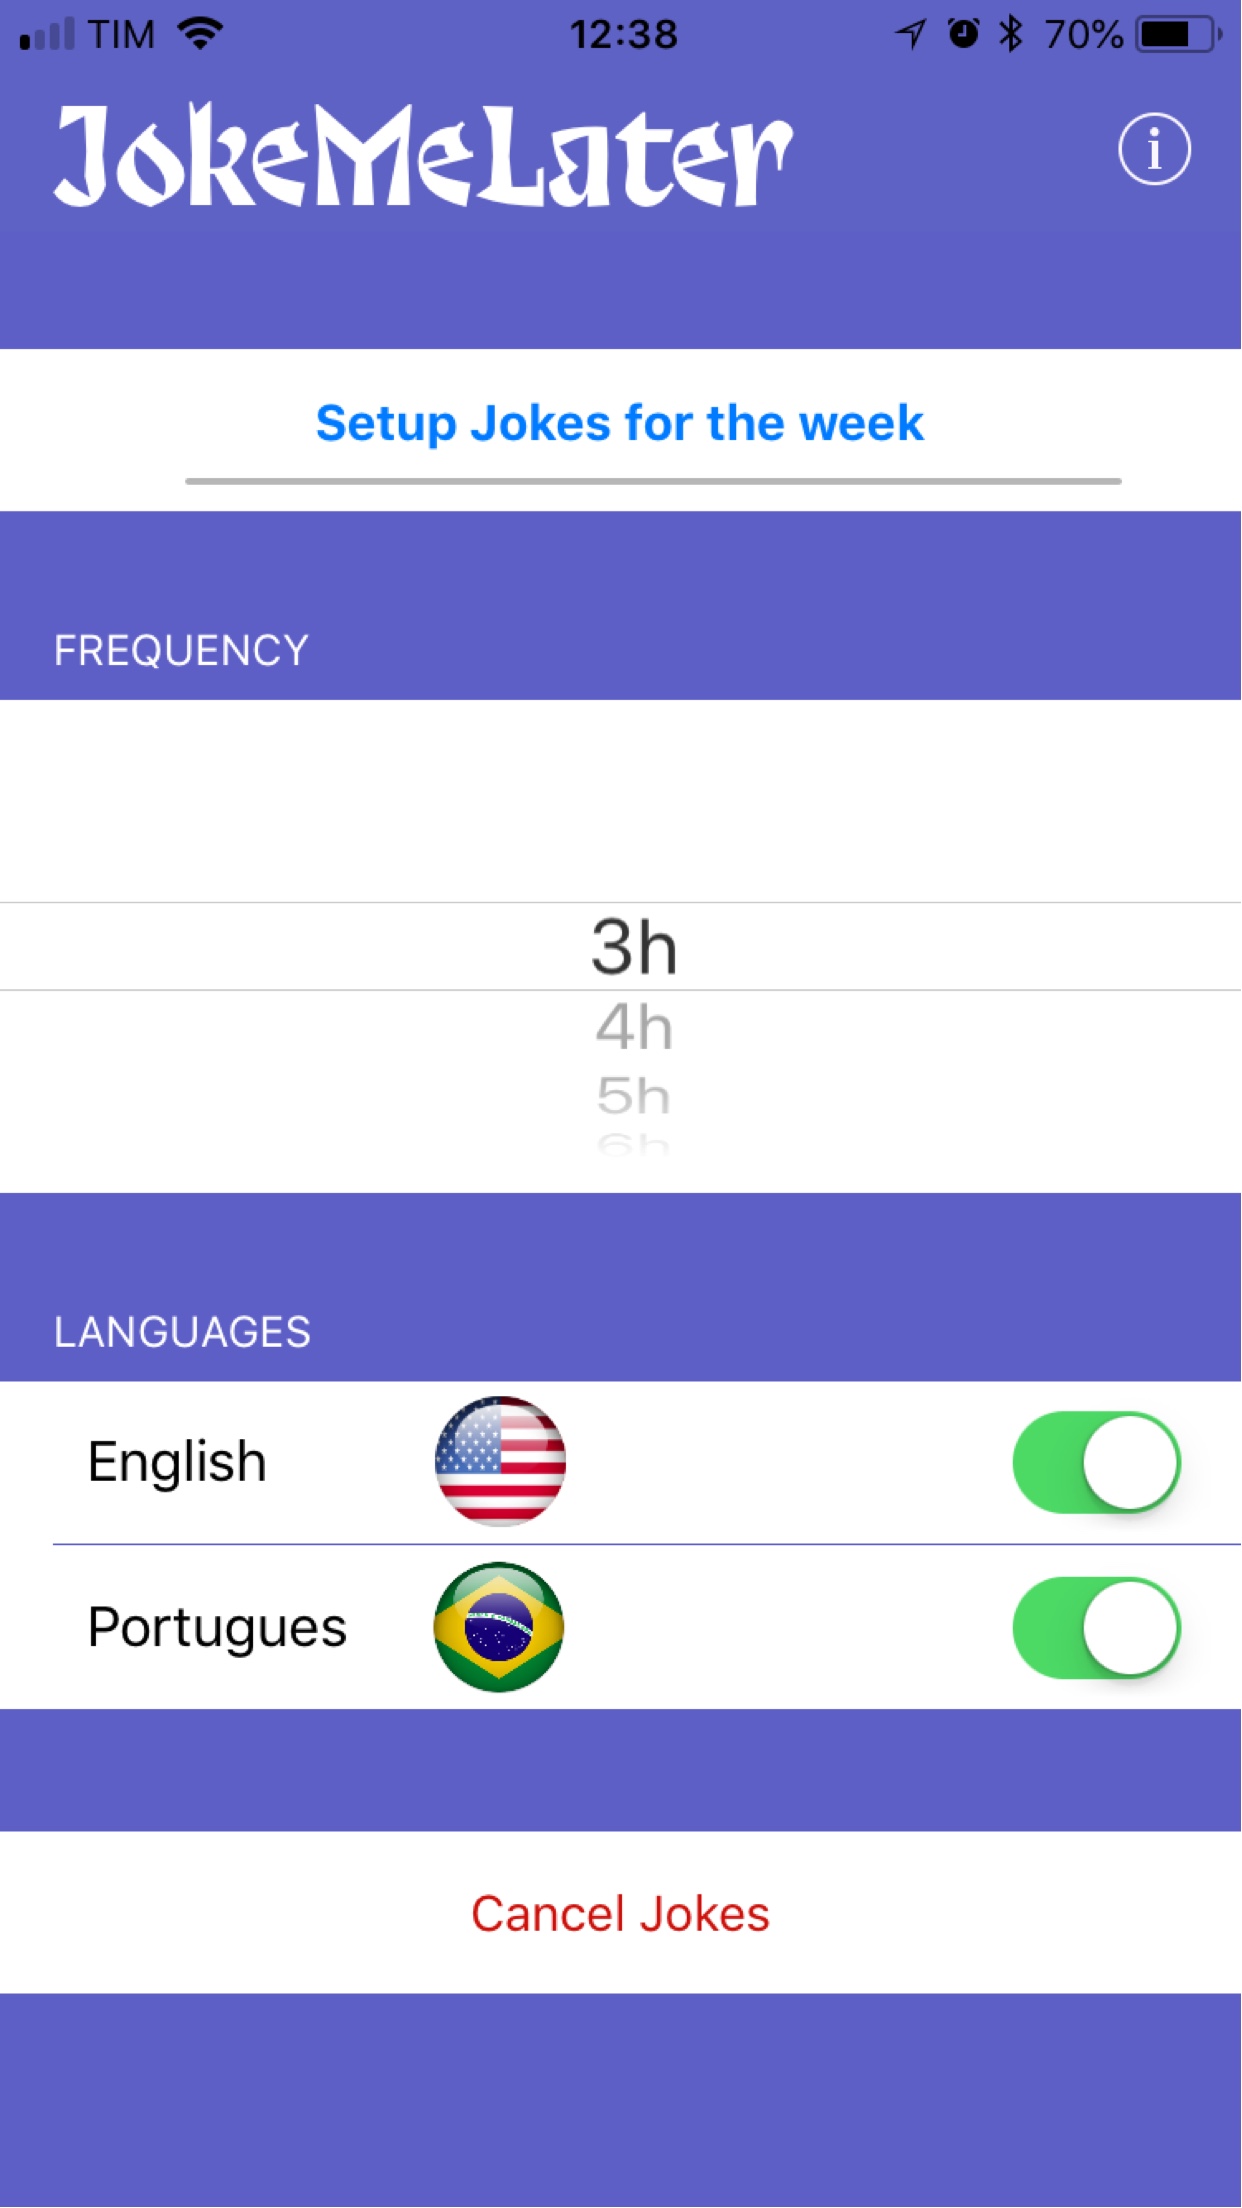 TIM 12:38 70%
JokeMeLater i
Setup Jokes for the week
FREQUENCY
3h
4h
5h
6h
LANGUAGES
English
Portugues
Cancel Jokes